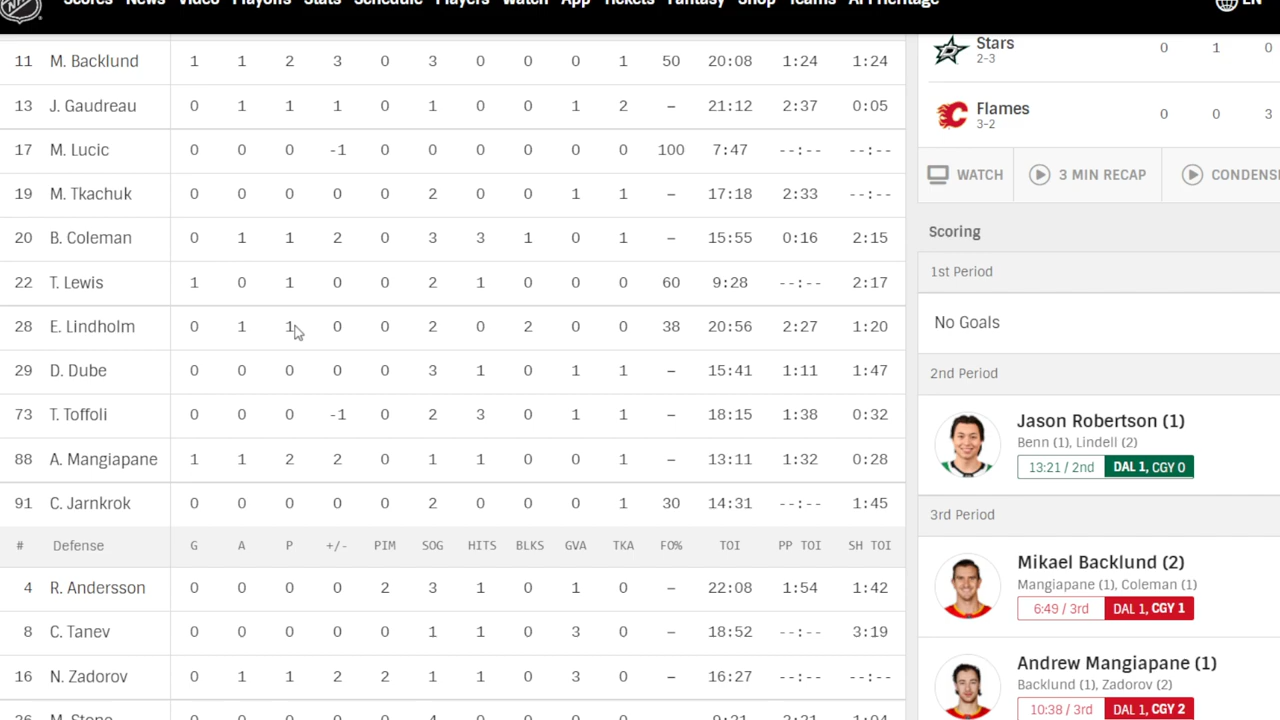 Scores News Video Playoffs Stats Schedule Players Watch App Tickets Fantasy Shop Teams
EN
11 M. Backlund 1 1 2 3 0 3 0 0 0 1 50 20:08 1:24 1:24
13 J. Gaudreau 0 1 1 1 0 1 0 0 1 2 – 21:12 2:37 0:05
17 M. Lucic 0 0 0 -1 0 0 0 0 0 0 100 7:47 --:-- --:--
19 M. Tkachuk 0 0 0 0 0 2 0 0 1 1 – 17:18 2:33 --:--
20 B. Coleman 0 1 1 2 0 3 3 1 0 1 – 15:55 0:16 2:15
22 T. Lewis 1 0 1 0 0 2 1 0 0 0 60 9:28 --:-- 2:17
28 E. Lindholm 0 1 1 0 0 2 0 2 0 0 38 20:56 2:27 1:20
29 D. Dube 0 0 0 0 0 3 1 0 1 1 – 15:41 1:11 1:47
73 T. Toffoli 0 0 0 -1 0 2 3 0 1 1 – 18:15 1:38 0:32
88 A. Mangiapane 1 1 2 2 0 1 1 0 0 1 – 13:11 1:32 0:28
91 C. Jarnkrok 0 0 0 0 0 2 0 0 0 1 30 14:31 --:-- 1:45
# Defense G A P +/- PIM SOG HITS BLKS GVA TKA FO% TOI PP TOI SH TOI
4 R. Andersson 0 0 0 0 2 3 1 0 1 0 – 22:08 1:54 1:42
8 C. Tanev 0 0 0 0 0 1 1 0 3 0 – 18:52 --:-- 3:19
16 N. Zadorov 0 1 1 2 2 1 1 0 3 0 – 16:27 --:-- --:--
Stars 0 1 0
2-3
Flames 0 0 3
3-2
WATCH 3 MIN RECAP CONDENS
Scoring
1st Period
No Goals
2nd Period
Jason Robertson (1)
Benn (1), Lindell (2)
13:21 / 2nd DAL 1, CGY 0
3rd Period
Mikael Backlund (2)
Mangiapane (1), Coleman (1)
6:49 / 3rd DAL 1, CGY 1
Andrew Mangiapane (1)
Backlund (1), Zadorov (2)
10:38 / 3rd DAL 1, CGY 2